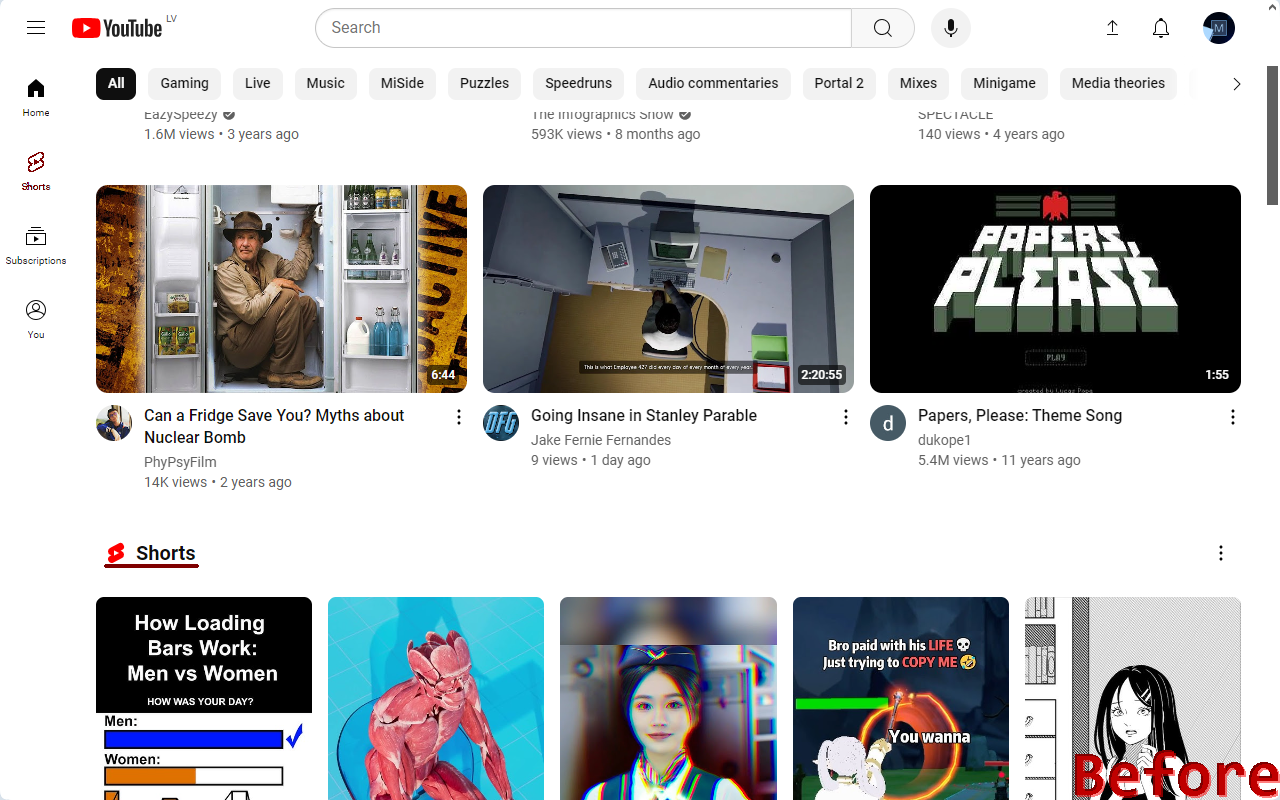 YouTube LV
Search
M
All
Gaming
Live
Music
MiSide
Puzzles
Speedruns
Audio commentaries
Portal 2
Mixes
Minigame
Media theories
Home
Shorts
Subscriptions
You
EazySpeezy
1.6M views • 3 years ago
The Infographics Show
593K views • 8 months ago
SPECTACLE
140 views • 4 years ago
6:44
This is what Employee 427 did every day of every month of every year.
2:20:55
PAPERS,
PLEASE
PLAY
created by Lucas Pope
1:55
Can a Fridge Save You? Myths about
Nuclear Bomb
PhyPsyFilm
14K views • 2 years ago
DFG
Going Insane in Stanley Parable
Jake Fernie Fernandes
9 views • 1 day ago
d
Papers, Please: Theme Song
dukope1
5.4M views • 11 years ago
Shorts
How Loading
Bars Work:
Men vs Women
HOW WAS YOUR DAY?
Men:
Women:
Bro paid with his LIFE 💀
Just trying to COPY ME 🤣
You wanna
Before